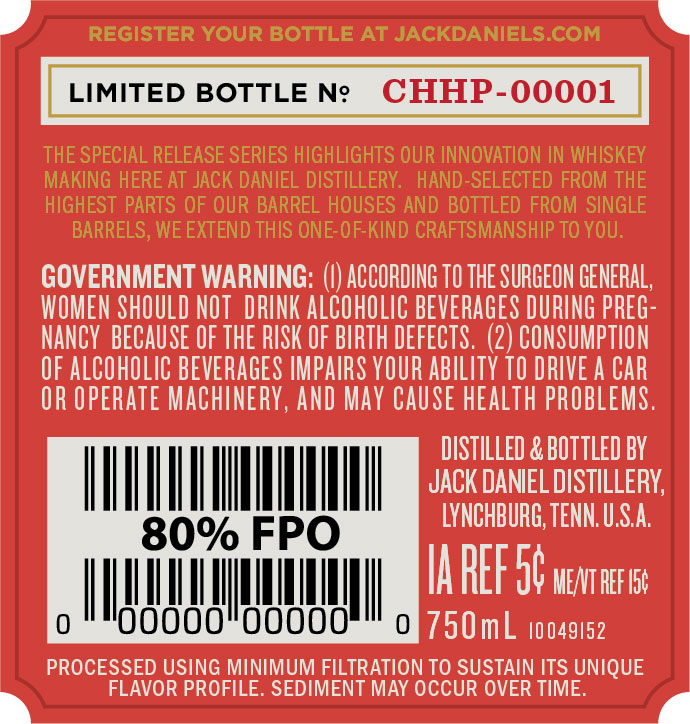 REGISTER YOUR BOTTLE AT JACKDANIELS.COM
LIMITED BOTTLE Nº CHHP-00001
THE SPECIAL RELEASE SERIES HIGHLIGHTS OUR INNOVATION IN WHISKEY
MAKING HERE AT JACK DANIEL DISTILLERY. HAND-SELECTED FROM THE
HIGHEST PARTS OF OUR BARREL HOUSES AND BOTTLED FROM SINGLE
BARRELS, WE EXTEND THIS ONE-OF-KIND CRAFTSMANSHIP TO YOU.
GOVERNMENT WARNING: (1) ACCORDING TO THE SURGEON GENERAL,
WOMEN SHOULD NOT DRINK ALCOHOLIC BEVERAGES DURING PREG-
NANCY BECAUSE OF THE RISK OF BIRTH DEFECTS. (2) CONSUMPTION
OF ALCOHOLIC BEVERAGES IMPAIRS YOUR ABILITY TO DRIVE A CAR
OR OPERATE MACHINERY, AND MAY CAUSE HEALTH PROBLEMS.
80% FPO
0 00000 00000 0
DISTILLED & BOTTLED BY
JACK DANIEL DISTILLERY,
LYNCHBURG, TENN. U.S.A.
IA REF 5¢ ME/VT REF 15¢
750mL 10049152
PROCESSED USING MINIMUM FILTRATION TO SUSTAIN ITS UNIQUE
FLAVOR PROFILE. SEDIMENT MAY OCCUR OVER TIME.